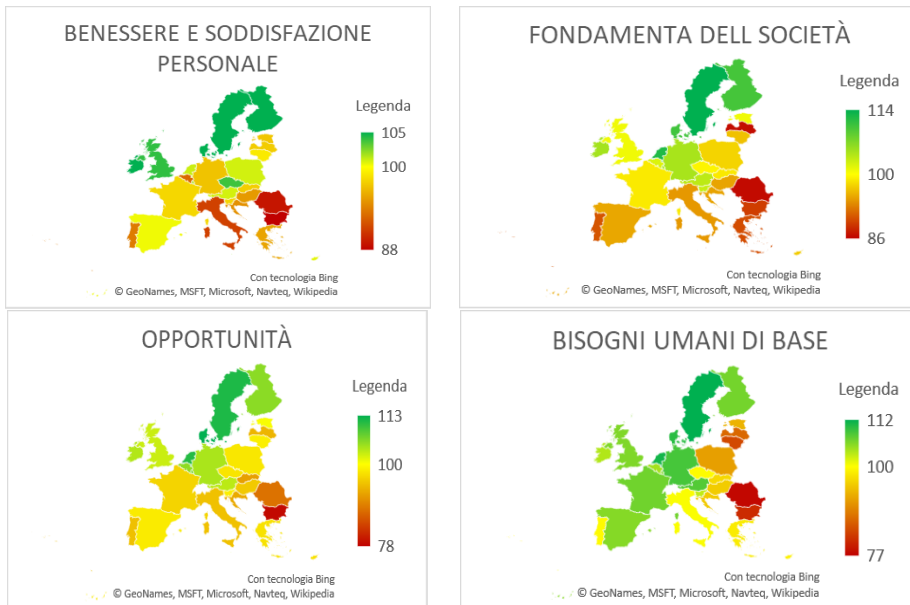 BENESSERE E SODDISFAZIONE
PERSONALE
Legenda
105
100
88
Con tecnologia Bing
© GeoNames, MSFT, Microsoft, Navteq, Wikipedia
FONDAMENTA DELL SOCIETÀ
Legenda
114
100
86
Con tecnologia Bing
© GeoNames, MSFT, Microsoft, Navteq, Wikipedia
OPPORTUNITÀ
Legenda
113
100
78
Con tecnologia Bing
© GeoNames, MSFT, Microsoft, Navteq, Wikipedia
BISOGNI UMANI DI BASE
Legenda
112
100
77
Con tecnologia Bing
© GeoNames, MSFT, Microsoft, Navteq, Wikipedia